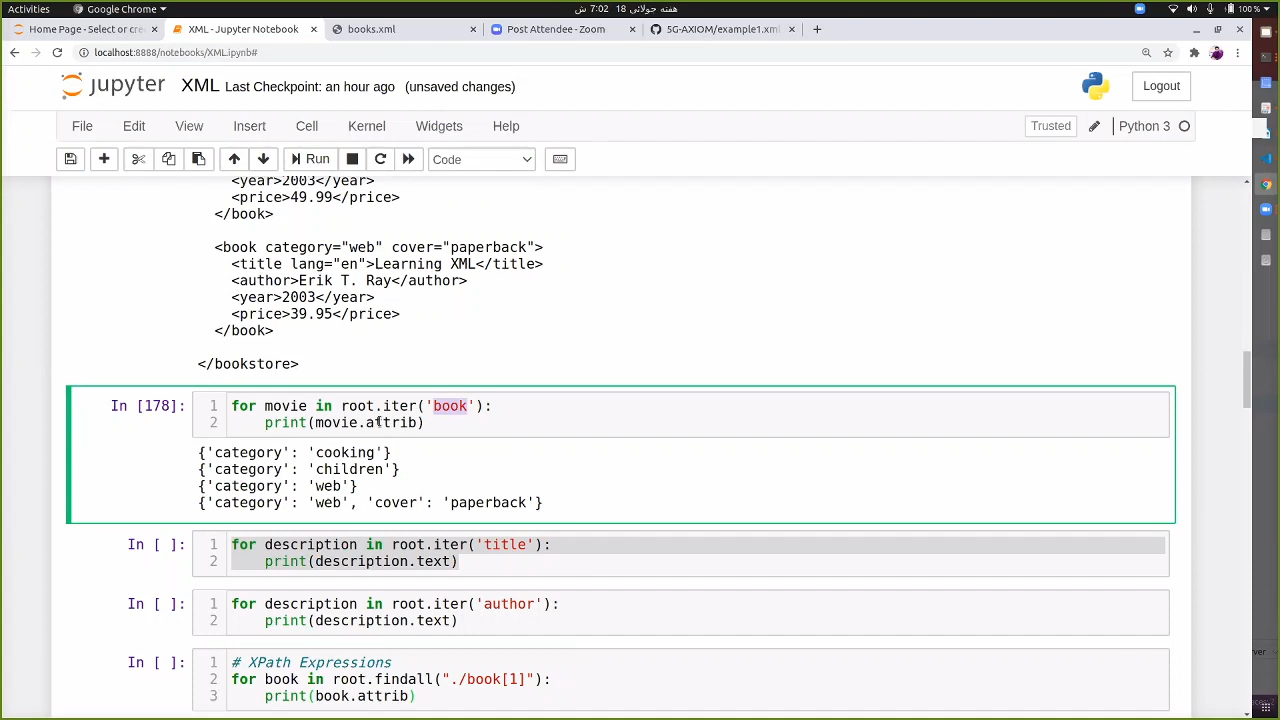 Activities Google Chrome هفته جولائی 18 7:02 ش 100 %
Home Page - Select or cre XML - Jupyter Notebook books.xml Post Attendee - Zoom 5G-AXIOM/example1.xml
localhost:8888/notebooks/XML.ipynb#
jupyter XML Last Checkpoint: an hour ago (unsaved changes) Logout
File Edit View Insert Cell Kernel Widgets Help Trusted Python 3
Run Code
<year>2003</year>
<price>49.99</price>
</book>
<book category="web" cover="paperback">
<title lang="en">Learning XML</title>
<author>Erik T. Ray</author>
<year>2003</year>
<price>39.95</price>
</book>
</bookstore>
In [178]: 1 for movie in root.iter('book'):
2 print(movie.attrib)
{'category': 'cooking'}
{'category': 'children'}
{'category': 'web'}
{'category': 'web', 'cover': 'paperback'}
In [ ]: 1 for description in root.iter('title'):
2 print(description.text)
In [ ]: 1 for description in root.iter('author'):
2 print(description.text)
In [ ]: 1 # XPath Expressions
2 for book in root.findall("./book[1]"):
3 print(book.attrib)